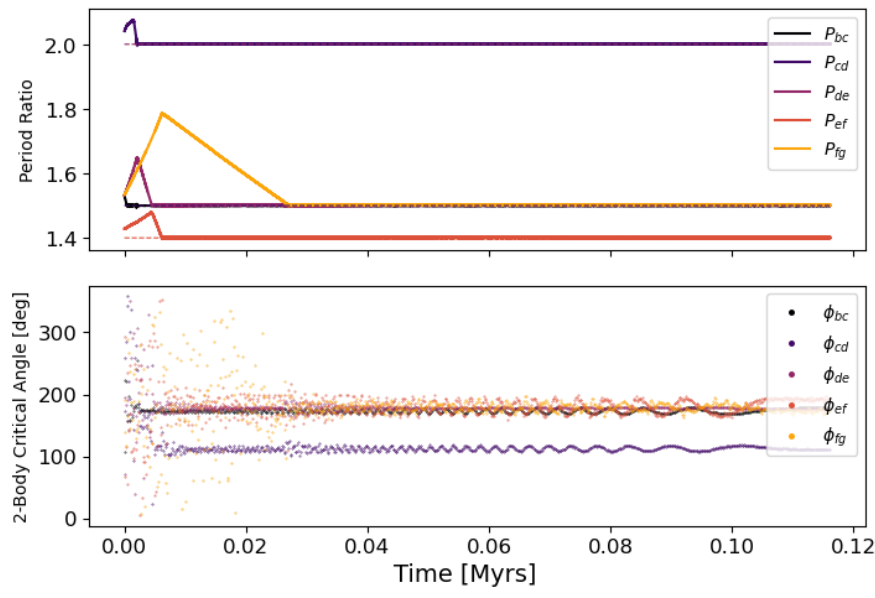 Period Ratio
2.0
1.8
1.6
1.4
P_bc
P_cd
P_de
P_ef
P_fg
2-Body Critical Angle [deg]
300
200
100
0
ϕ_bc
ϕ_cd
ϕ_de
ϕ_ef
ϕ_fg
0.00 0.02 0.04 0.06 0.08 0.10 0.12
Time [Myrs]